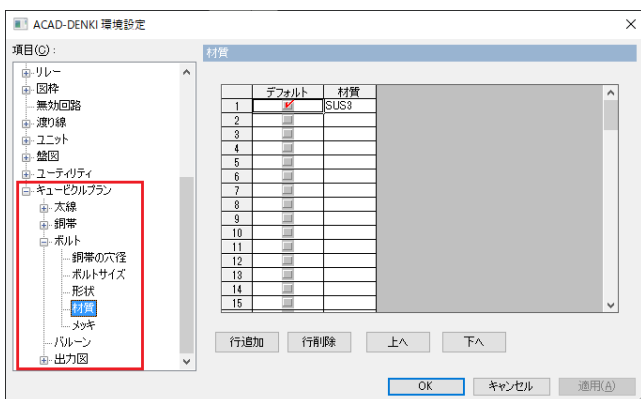 ACAD-DENKI 環境設定
項目(C):
リレー
図枠
無効回路
渡り線
ユニット
盤図
ユーティリティ
キュービクルプラン
太線
銅帯
ボルト
銅帯の穴径
ボルトサイズ
形状
材質
メッキ
バルーン
出力図
材質
デフォルト 材質
1 SUS3
2
3
4
5
6
7
8
9
10
11
12
13
14
15
行追加 行削除 上へ 下へ
OK キャンセル 適用(A)